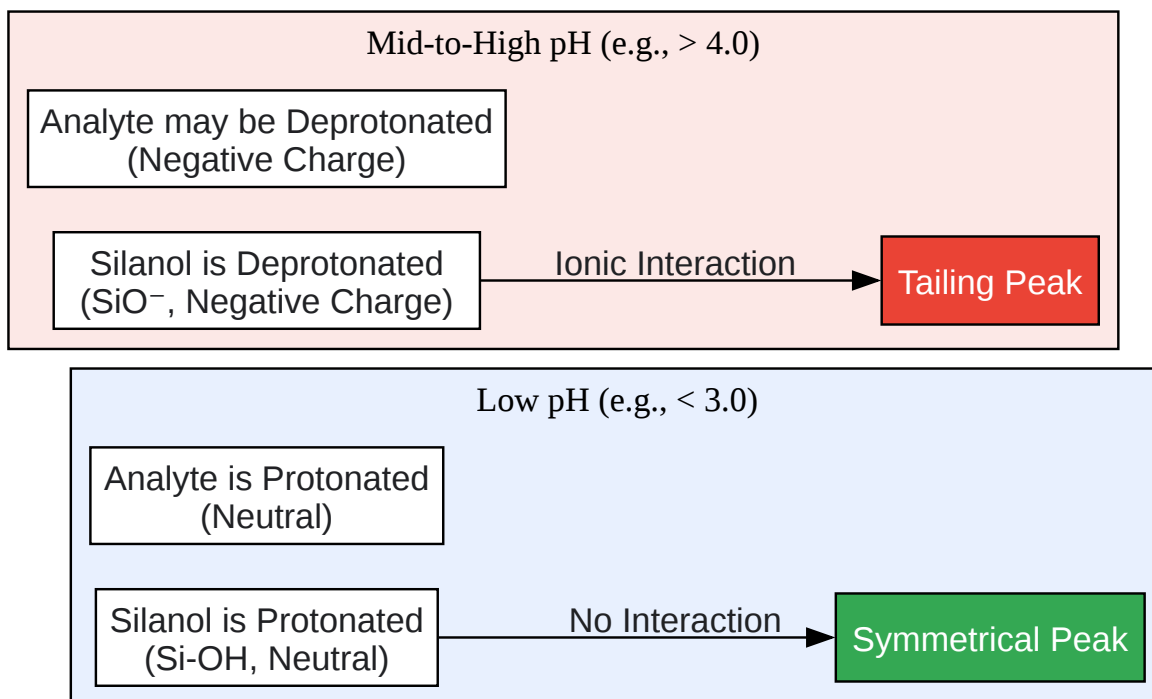 Mid-to-High pH (e.g., > 4.0)
Analyte may be Deprotonated
(Negative Charge)
Silanol is Deprotonated
(SiO⁻, Negative Charge)
Ionic Interaction
Tailing Peak
Low pH (e.g., < 3.0)
Analyte is Protonated
(Neutral)
Silanol is Protonated
(Si-OH, Neutral)
No Interaction
Symmetrical Peak